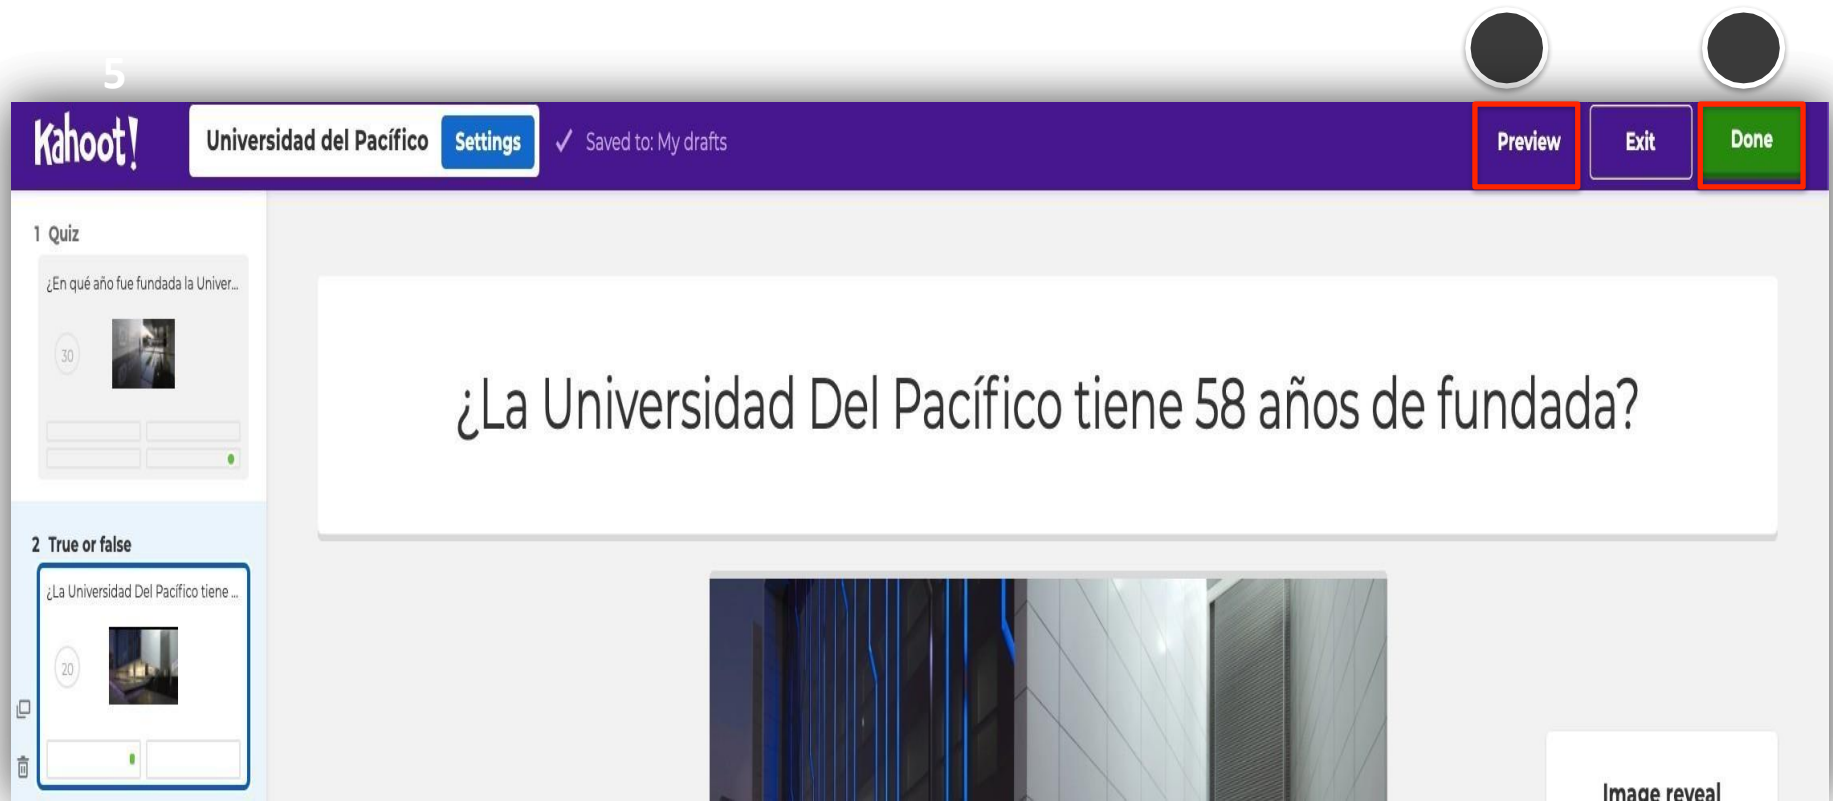 5
Kahoot!
Universidad del Pacífico
Settings
✓ Saved to: My drafts
Preview
Exit
Done
1 Quiz
¿En qué año fue fundada la Univer...
30
2 True or false
¿La Universidad Del Pacífico tiene ...
20
¿La Universidad Del Pacífico tiene 58 años de fundada?
Image reveal